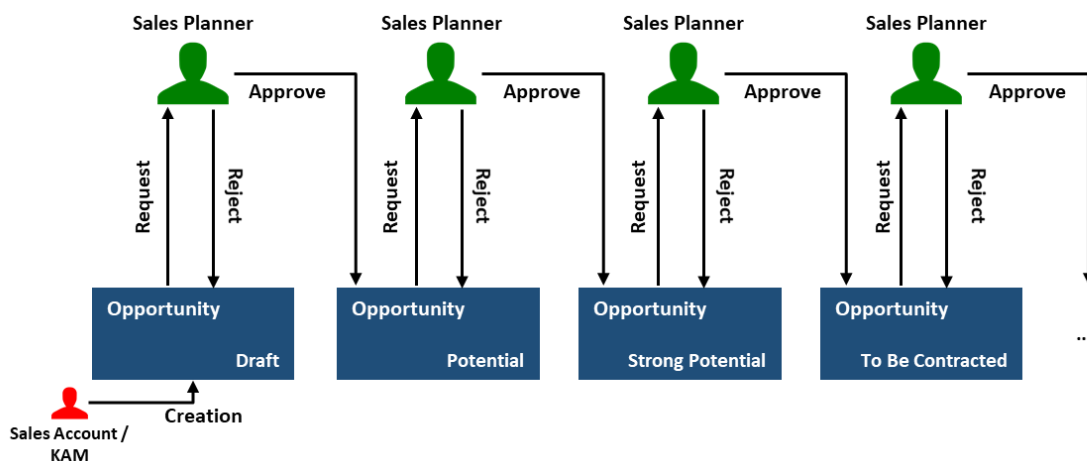 Sales Planner
Sales Planner
Sales Planner
Sales Planner
Approve
Approve
Approve
Approve
Request
Reject
Request
Reject
Request
Reject
Request
Reject
Opportunity
Draft
Opportunity
Potential
Opportunity
Strong Potential
Opportunity
To Be Contracted
...
Creation
Sales Account /
KAM